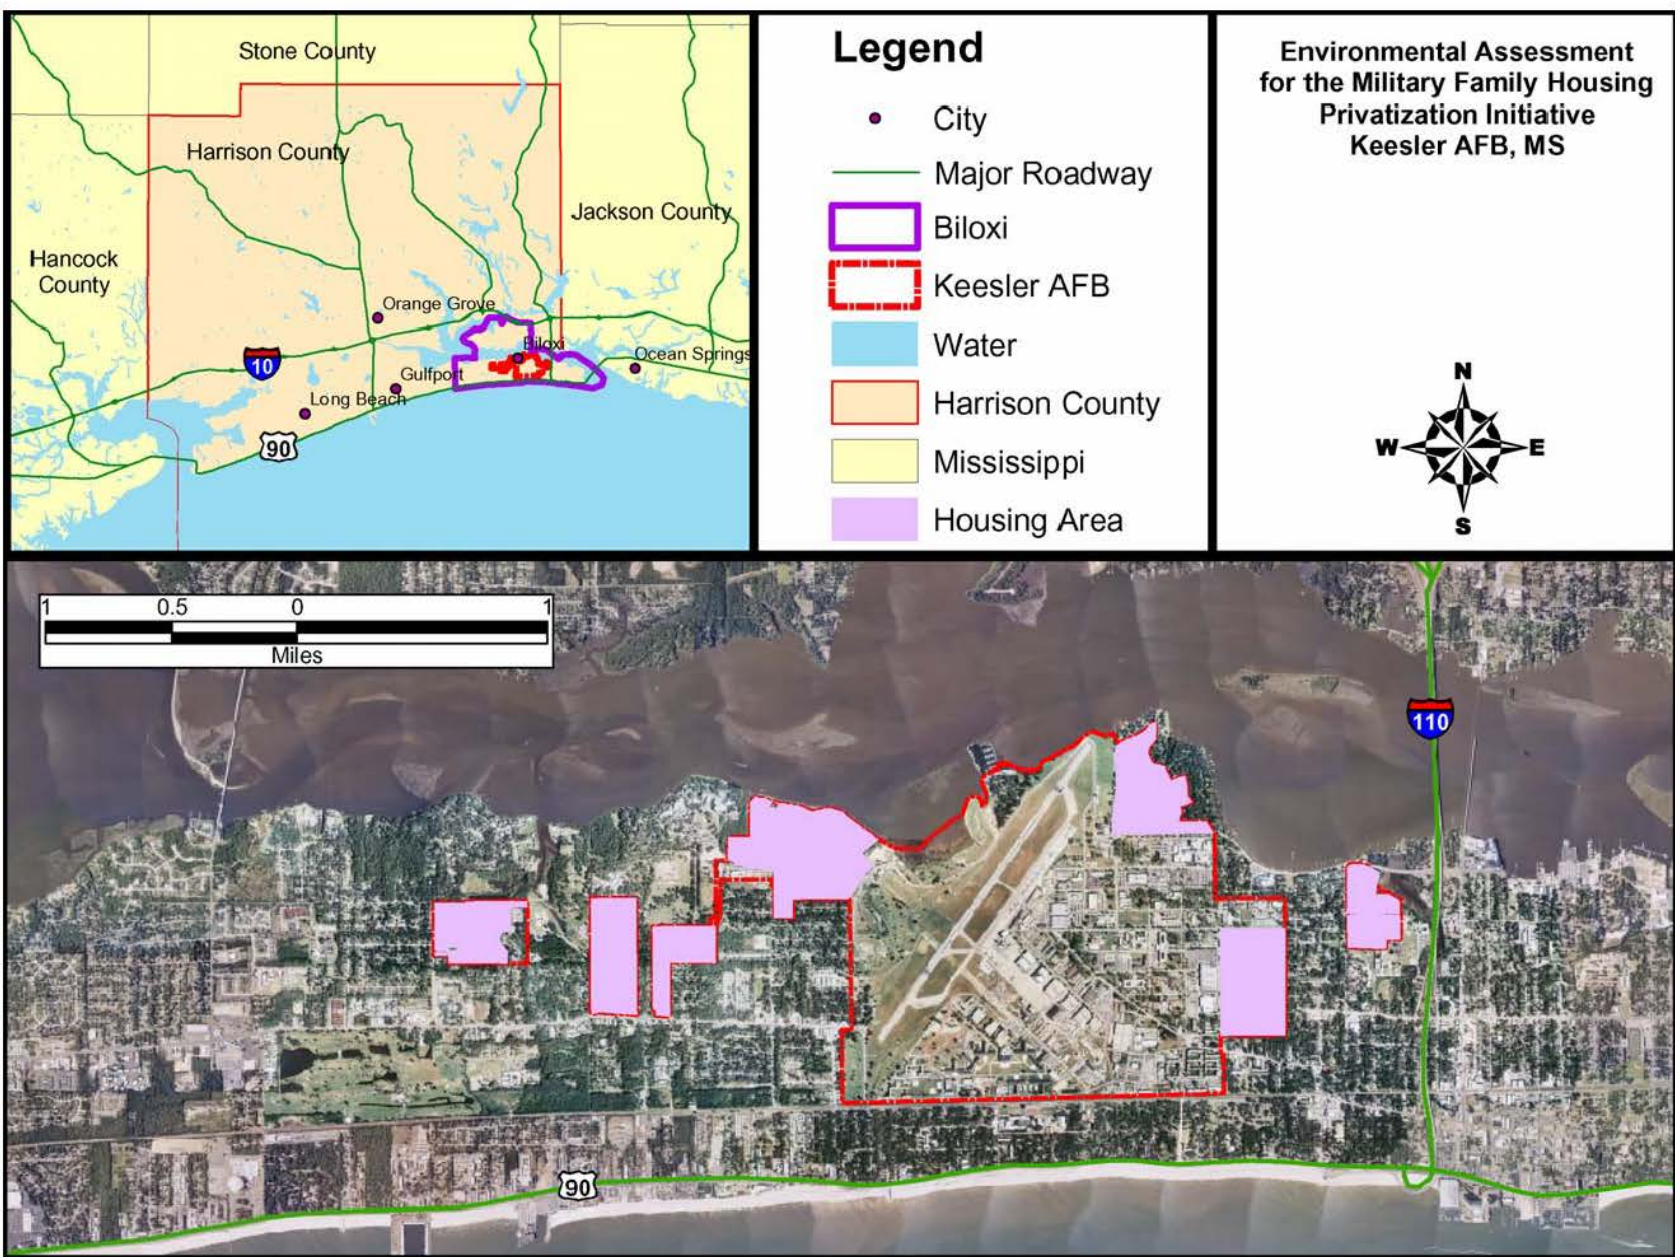 Stone County
Harrison County
Jackson County
Hancock
County
Orange Grove
Biloxi
Ocean Springs
10
Gulfport
Long Beach
90
Legend
City
Major Roadway
Biloxi
Keesler AFB
Water
Harrison County
Mississippi
Housing Area
Environmental Assessment
for the Military Family Housing
Privatization Initiative
Keesler AFB, MS
N
W E
S
1 0.5 0 1
Miles
110
90